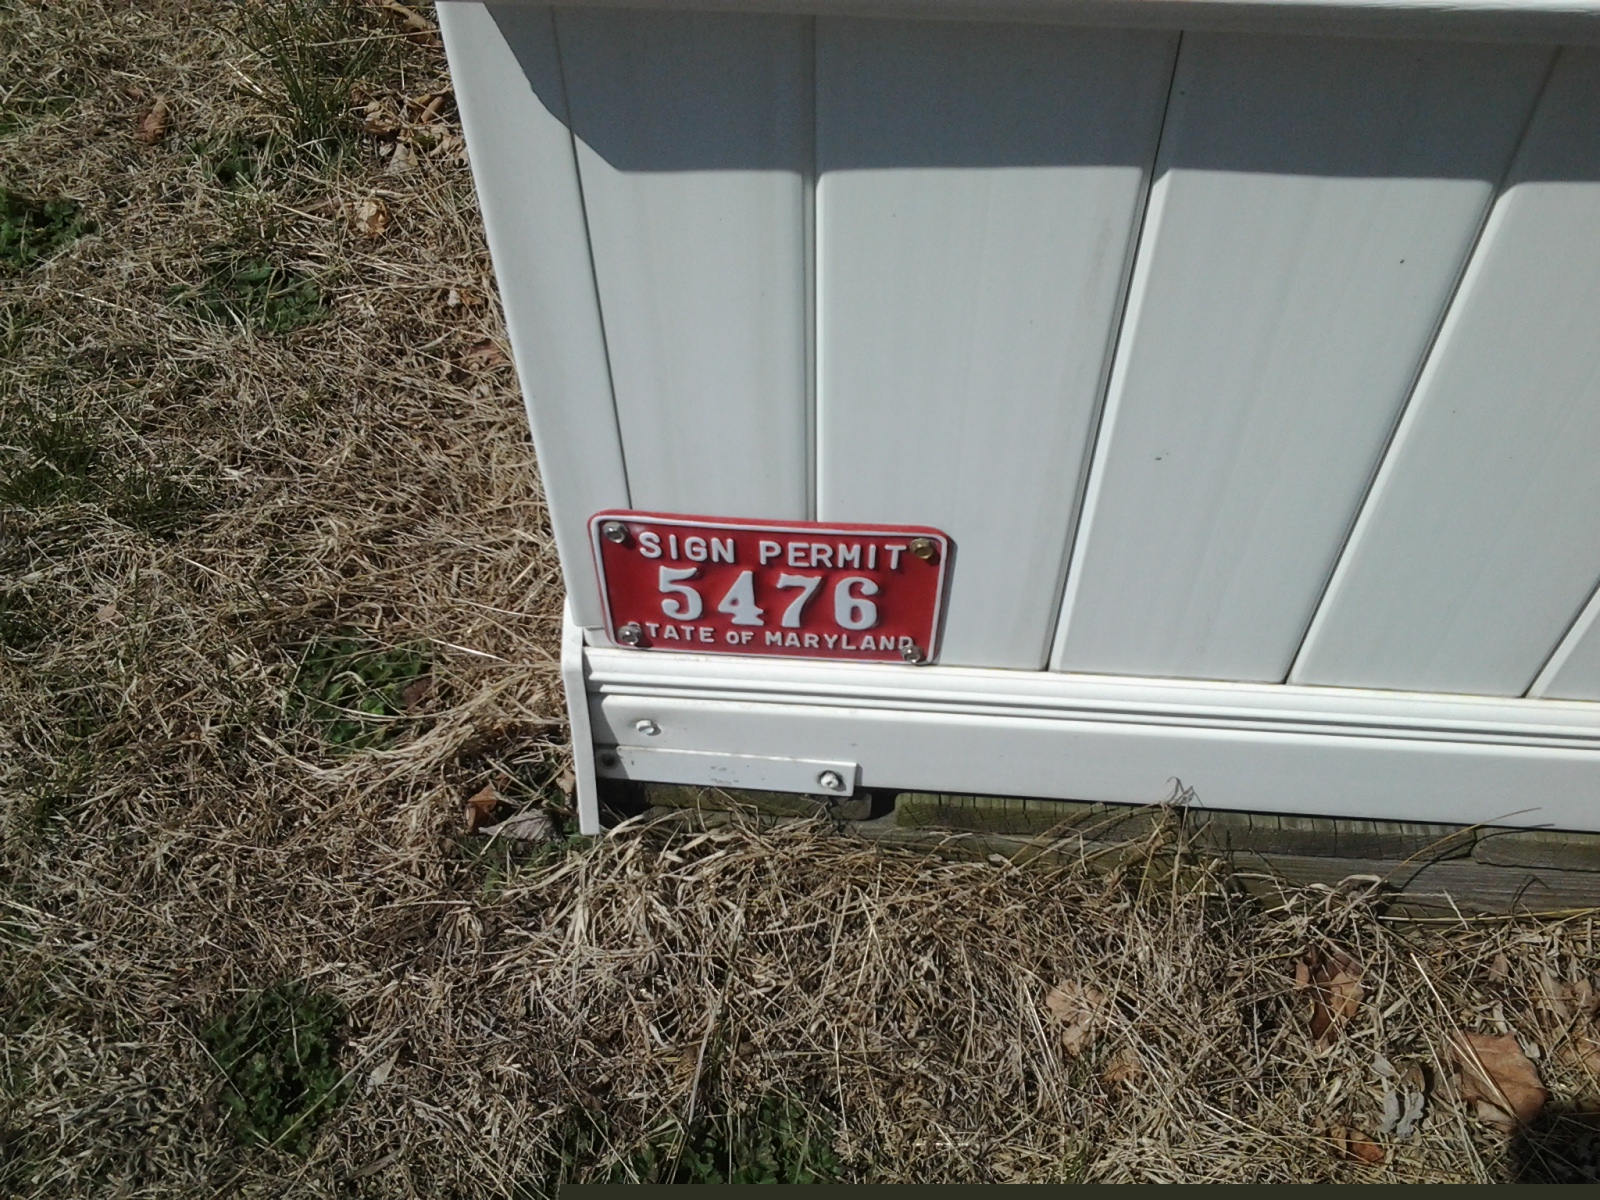 SIGN PERMIT
5476
STATE OF MARYLAND